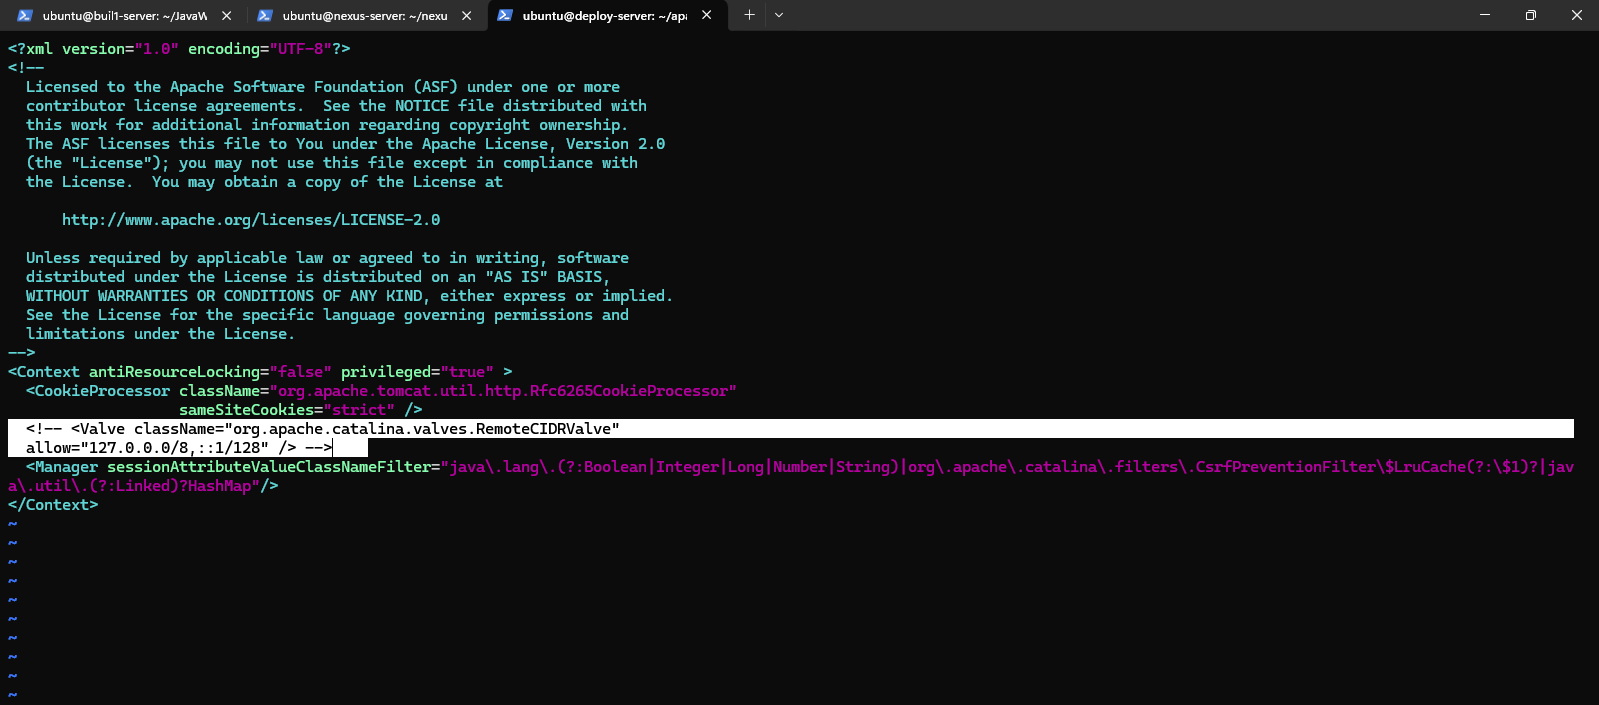 ubuntu@buil1-server: ~/JavaW
ubuntu@nexus-server: ~/nexu
ubuntu@deploy-server: ~/apa
<?xml version="1.0" encoding="UTF-8"?>
<!--
  Licensed to the Apache Software Foundation (ASF) under one or more
  contributor license agreements.  See the NOTICE file distributed with
  this work for additional information regarding copyright ownership.
  The ASF licenses this file to You under the Apache License, Version 2.0
  (the "License"); you may not use this file except in compliance with
  the License.  You may obtain a copy of the License at
      http://www.apache.org/licenses/LICENSE-2.0
  Unless required by applicable law or agreed to in writing, software
  distributed under the License is distributed on an "AS IS" BASIS,
  WITHOUT WARRANTIES OR CONDITIONS OF ANY KIND, either express or implied.
  See the License for the specific language governing permissions and
  limitations under the License.
-->
<Context antiResourceLocking="false" privileged="true" >
  <CookieProcessor className="org.apache.tomcat.util.http.Rfc6265CookieProcessor"
                   sameSiteCookies="strict" />
  <!-- <Valve className="org.apache.catalina.valves.RemoteCIDRValve"
  allow="127.0.0.0/8,::1/128" /> -->
  <Manager sessionAttributeValueClassNameFilter="java\.lang\.(?:Boolean|Integer|Long|Number|String)|org\.apache\.catalina\.filters\.CsrfPreventionFilter\$LruCache(?:\$1)?|jav
a\.util\.(?:Linked)?HashMap"/>
</Context>
~
~
~
~
~
~
~
~
~
~